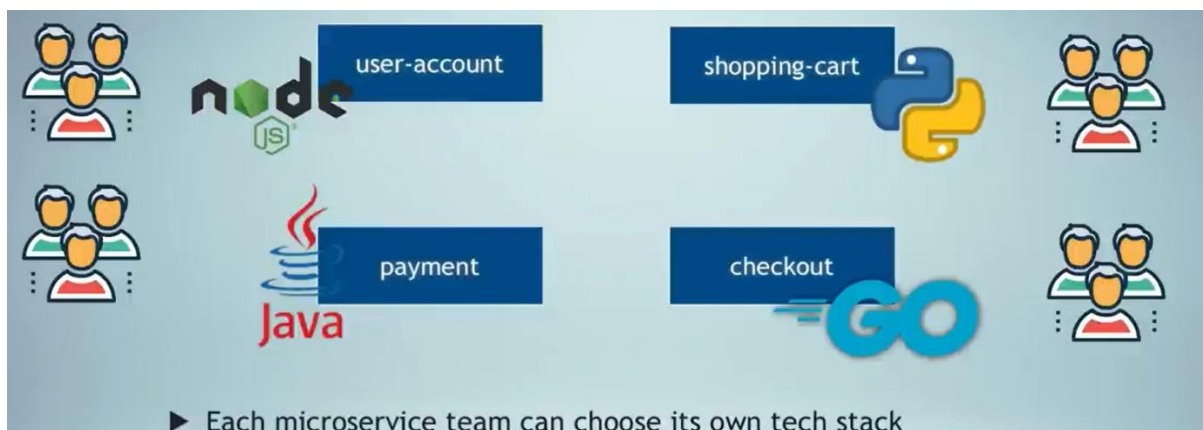 user-account
shopping-cart
node
JS
payment
checkout
Java
GO
► Each microservice team can choose its own tech stack